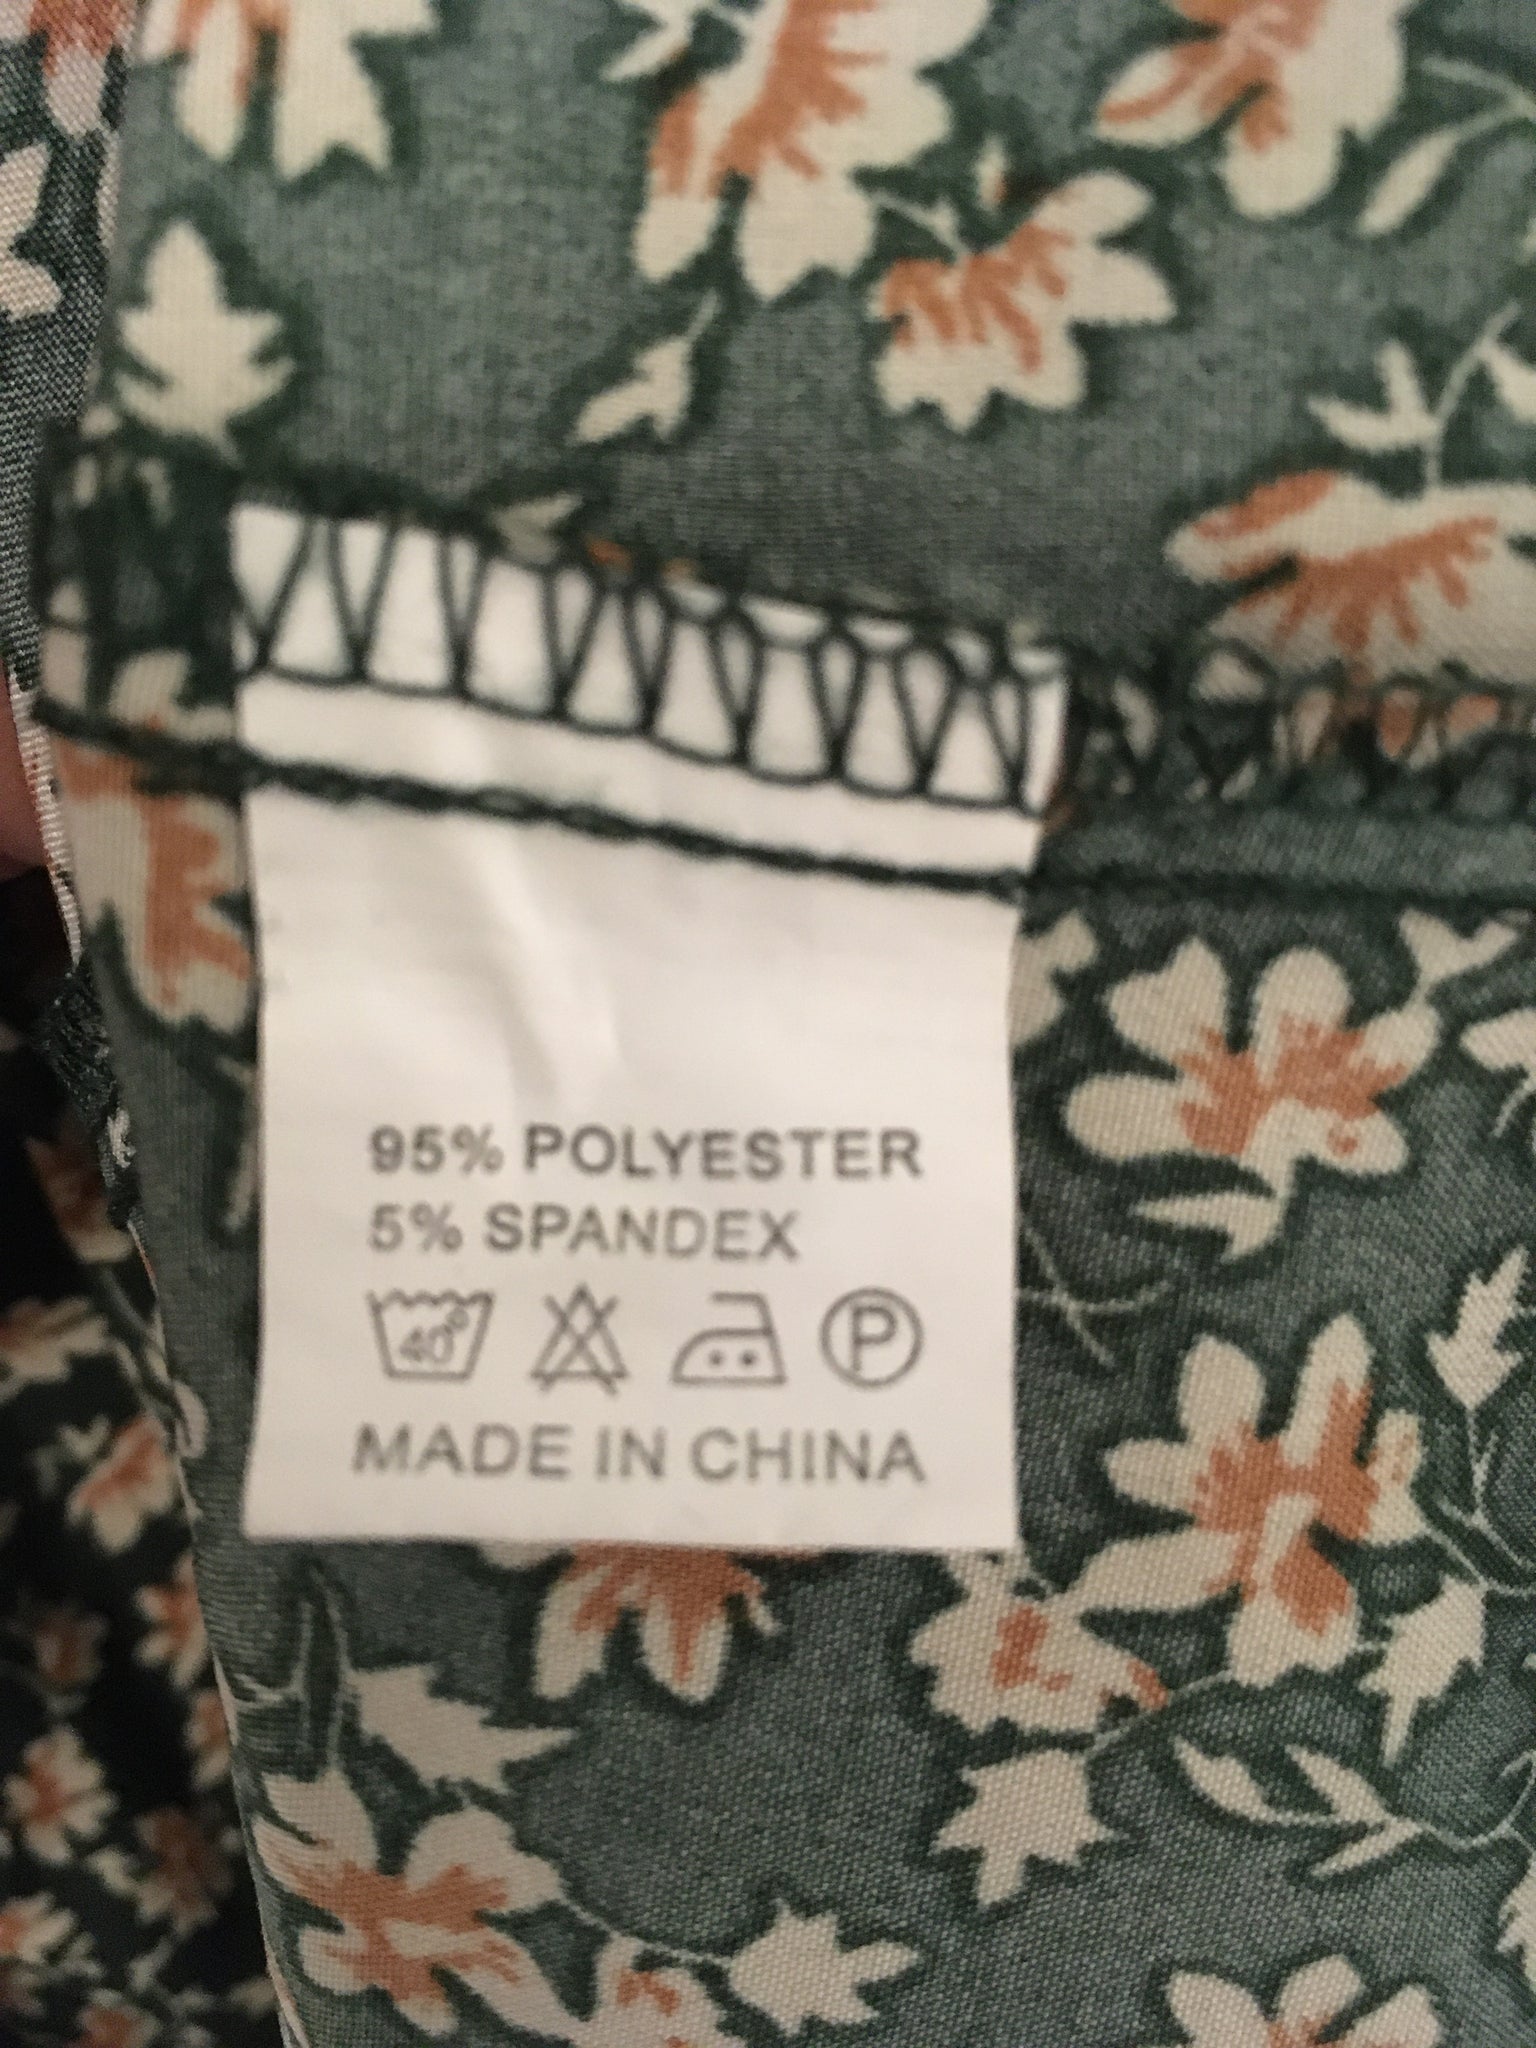 95% POLYESTER
5% SPANDEX
40° P
MADE IN CHINA